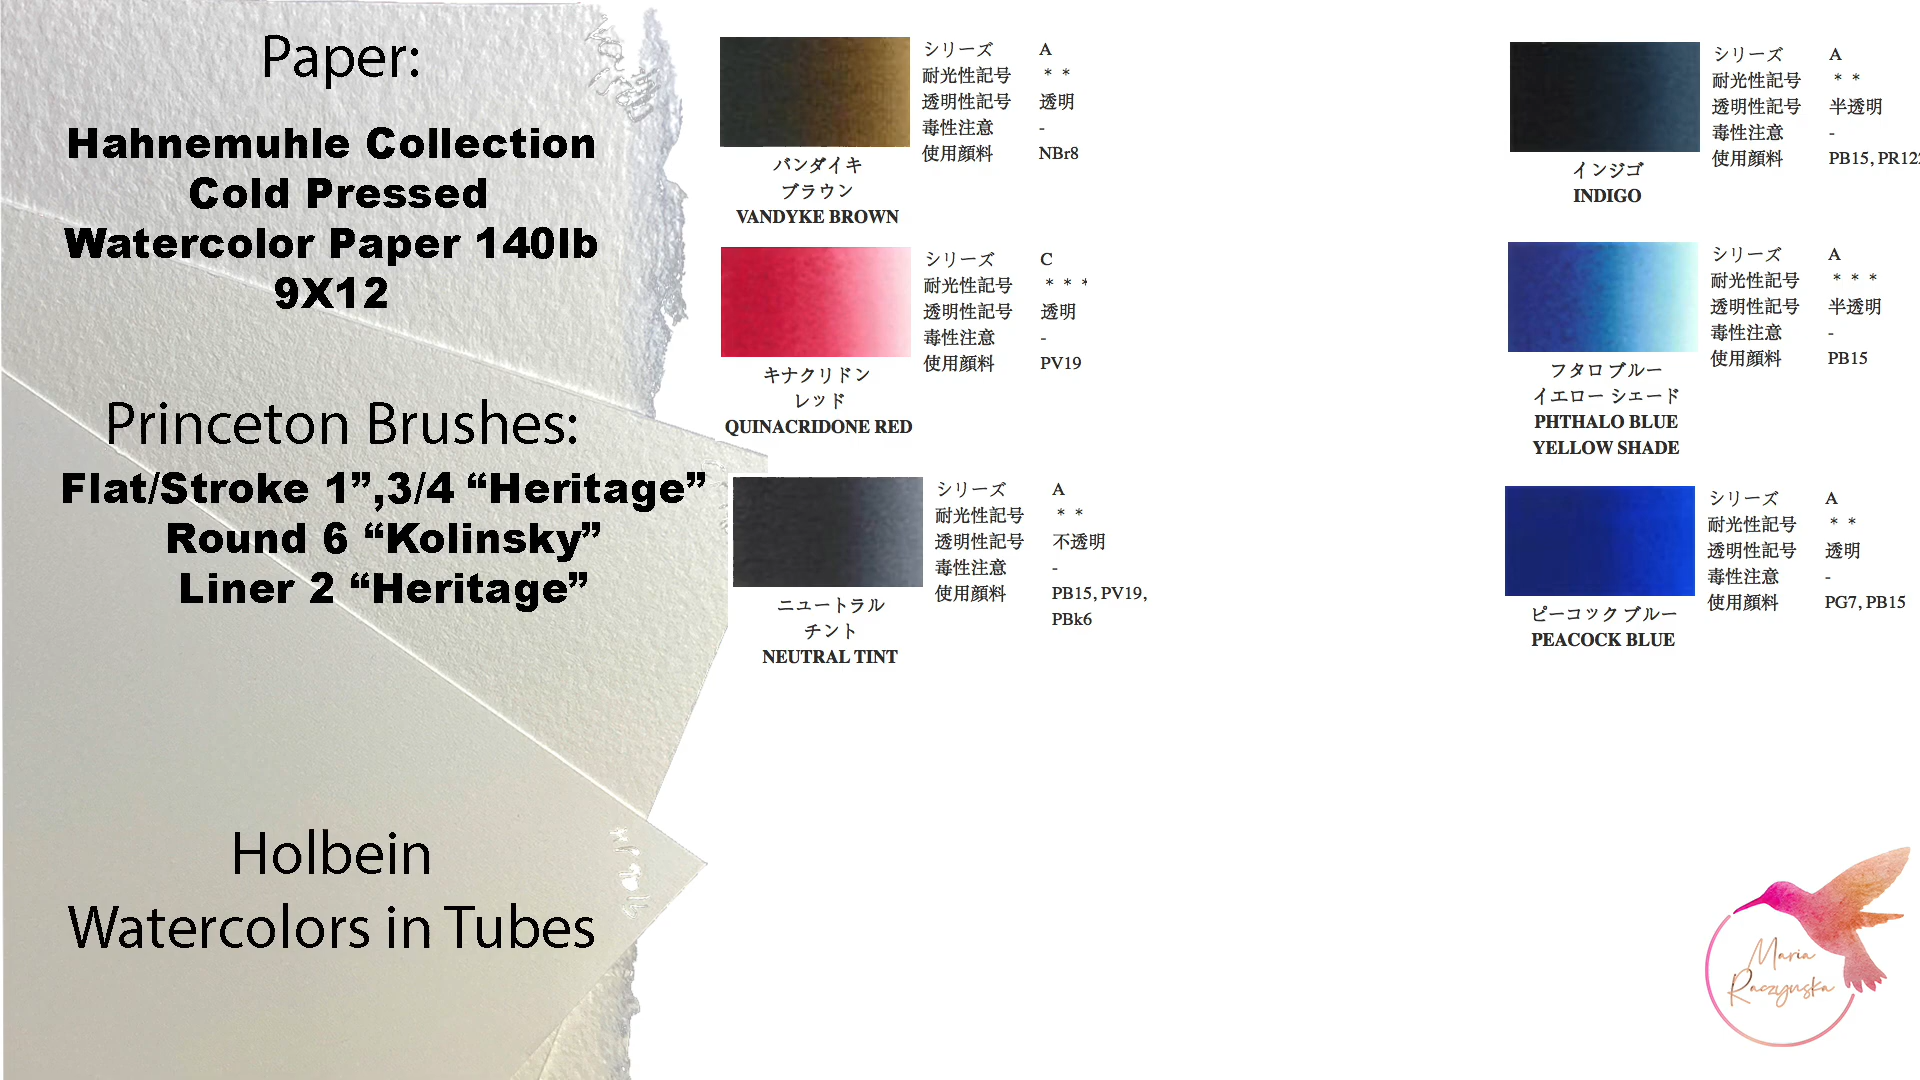 Paper:
Hahnemuhle Collection
Cold Pressed
Watercolor Paper 140lb
9X12
Princeton Brushes:
Flat/Stroke 1”,3/4 “Heritage”
Round 6 “Kolinsky”
Liner 2 “Heritage”
Holbein
Watercolors in Tubes
シリーズ A
耐光性記号 * *
透明性記号 透明
毒性注意 -
使用顔料 NBr8
バンダイキ
ブラウン
VANDYKE BROWN
シリーズ C
耐光性記号 * * *
透明性記号 透明
毒性注意 -
使用顔料 PV19
キナクリドン
レッド
QUINACRIDONE RED
シリーズ A
耐光性記号 * *
透明性記号 不透明
毒性注意 -
使用顔料 PB15, PV19,
PBk6
ニュートラル
チント
NEUTRAL TINT
シリーズ A
耐光性記号 * *
透明性記号 半透明
毒性注意 -
使用顔料 PB15, PR122
インジゴ
INDIGO
シリーズ A
耐光性記号 * * *
透明性記号 半透明
毒性注意 -
使用顔料 PB15
フタロ ブルー
イエロー シェード
PHTHALO BLUE
YELLOW SHADE
シリーズ A
耐光性記号 * *
透明性記号 透明
毒性注意 -
使用顔料 PG7, PB15
ピーコック ブルー
PEACOCK BLUE
Maria
Raczynska